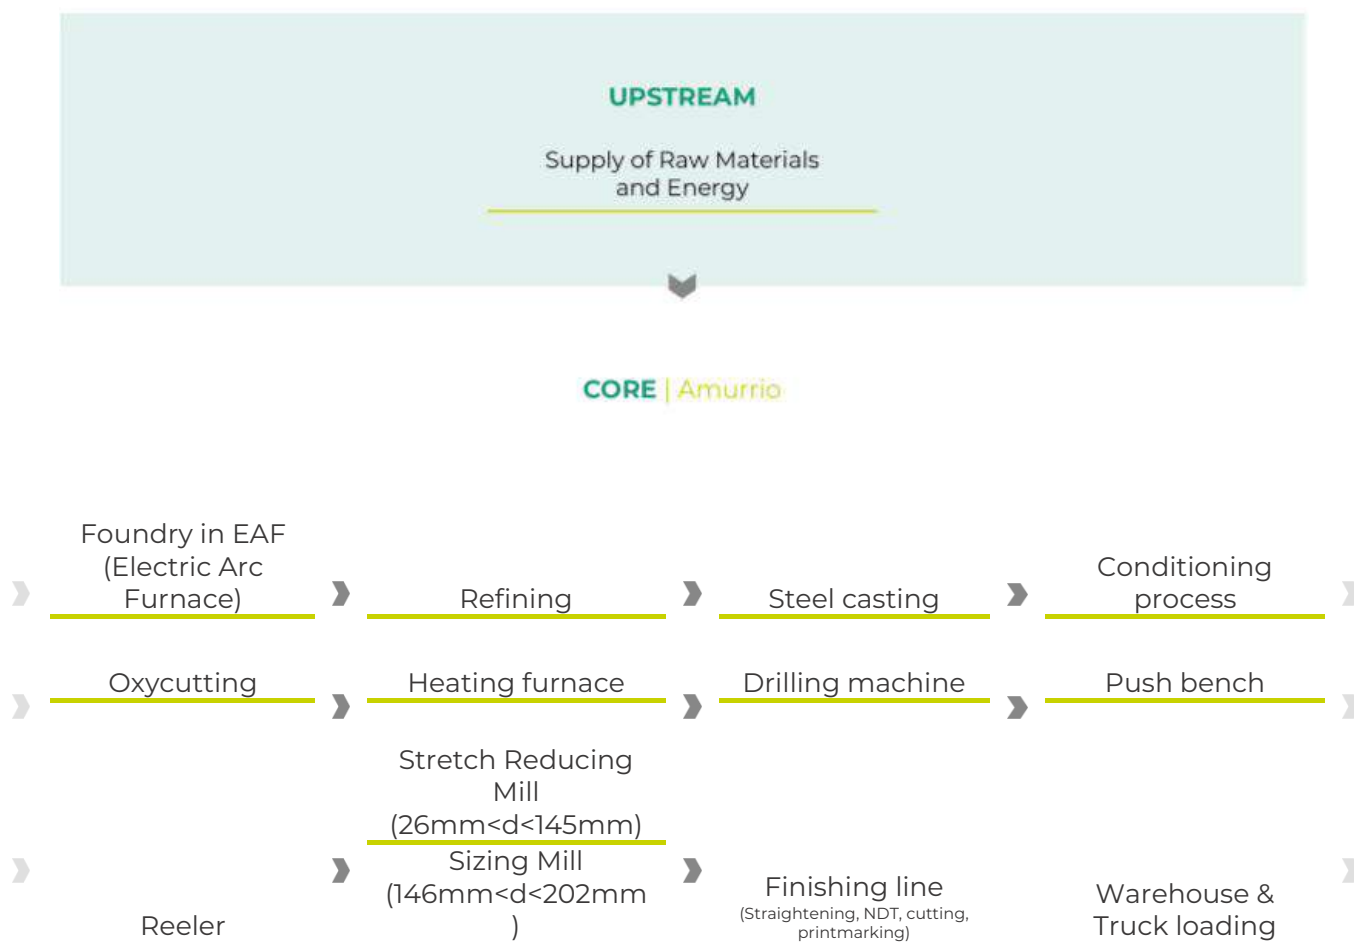 UPSTREAM
Supply of Raw Materials
and Energy
CORE | Amurrio
Foundry in EAF
(Electric Arc
Furnace)
Refining
Steel casting
Conditioning
process
Oxycutting
Heating furnace
Drilling machine
Push bench
Reeler
Stretch Reducing
Mill
(26mm<d<145mm)
Sizing Mill
(146mm<d<202mm
)
Finishing line
(Straightening, NDT, cutting,
printmarking)
Warehouse &
Truck loading